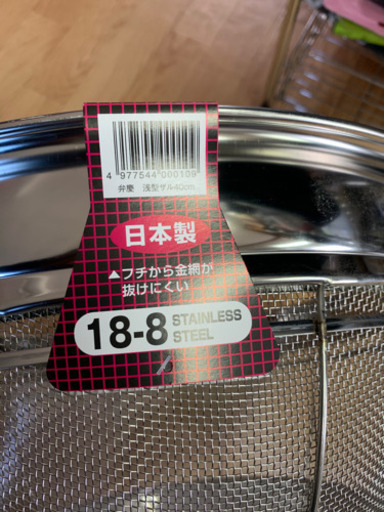 4 977544 000109
弁慶 浅型ザル40cm
日本製
▲フチから金網が
抜けにくい
18-8 STAINLESS
STEEL